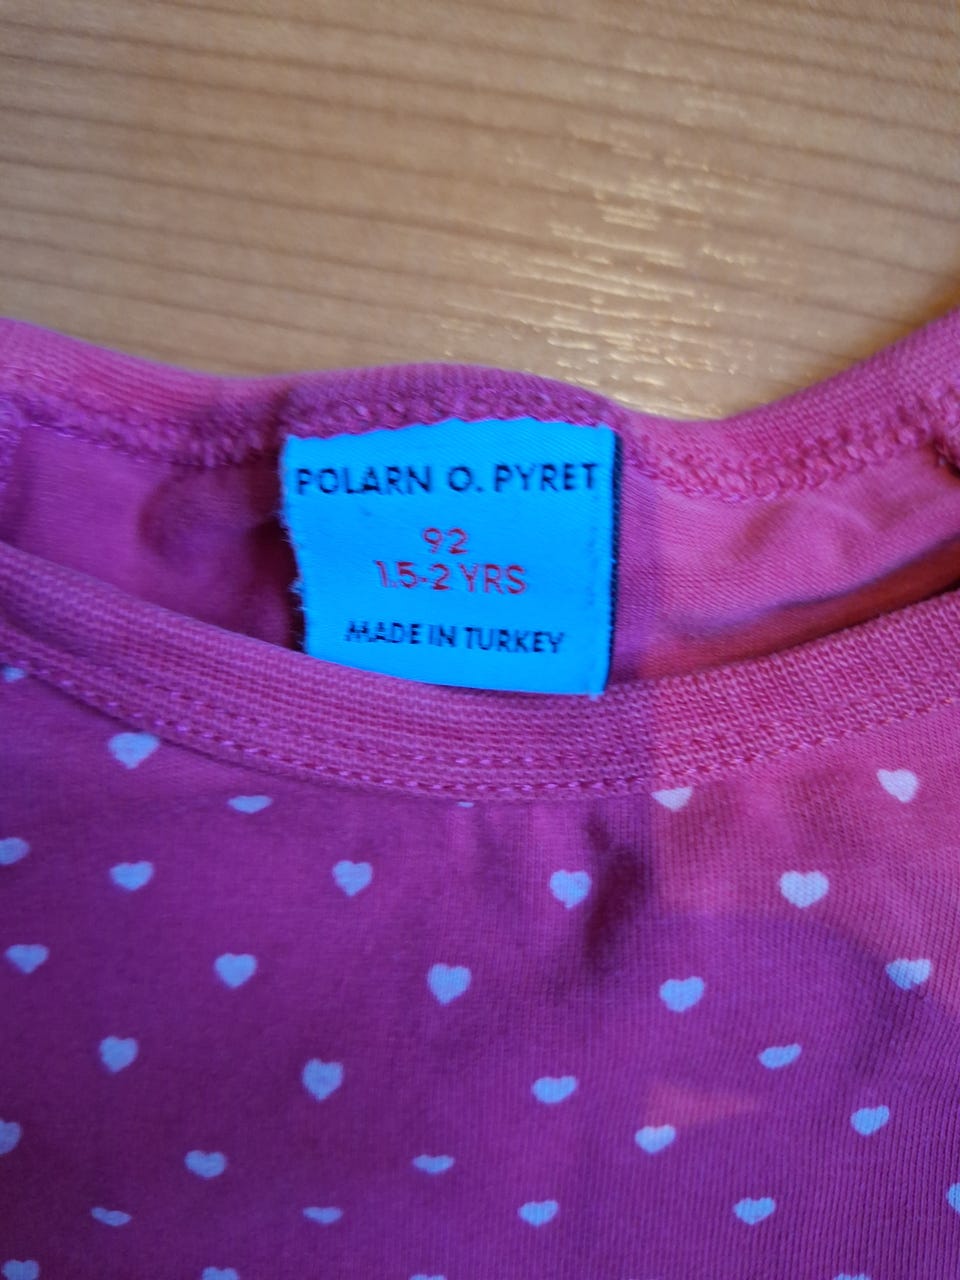 POLARN O. PYRET
92
1.5-2 YRS
MADE IN TURKEY